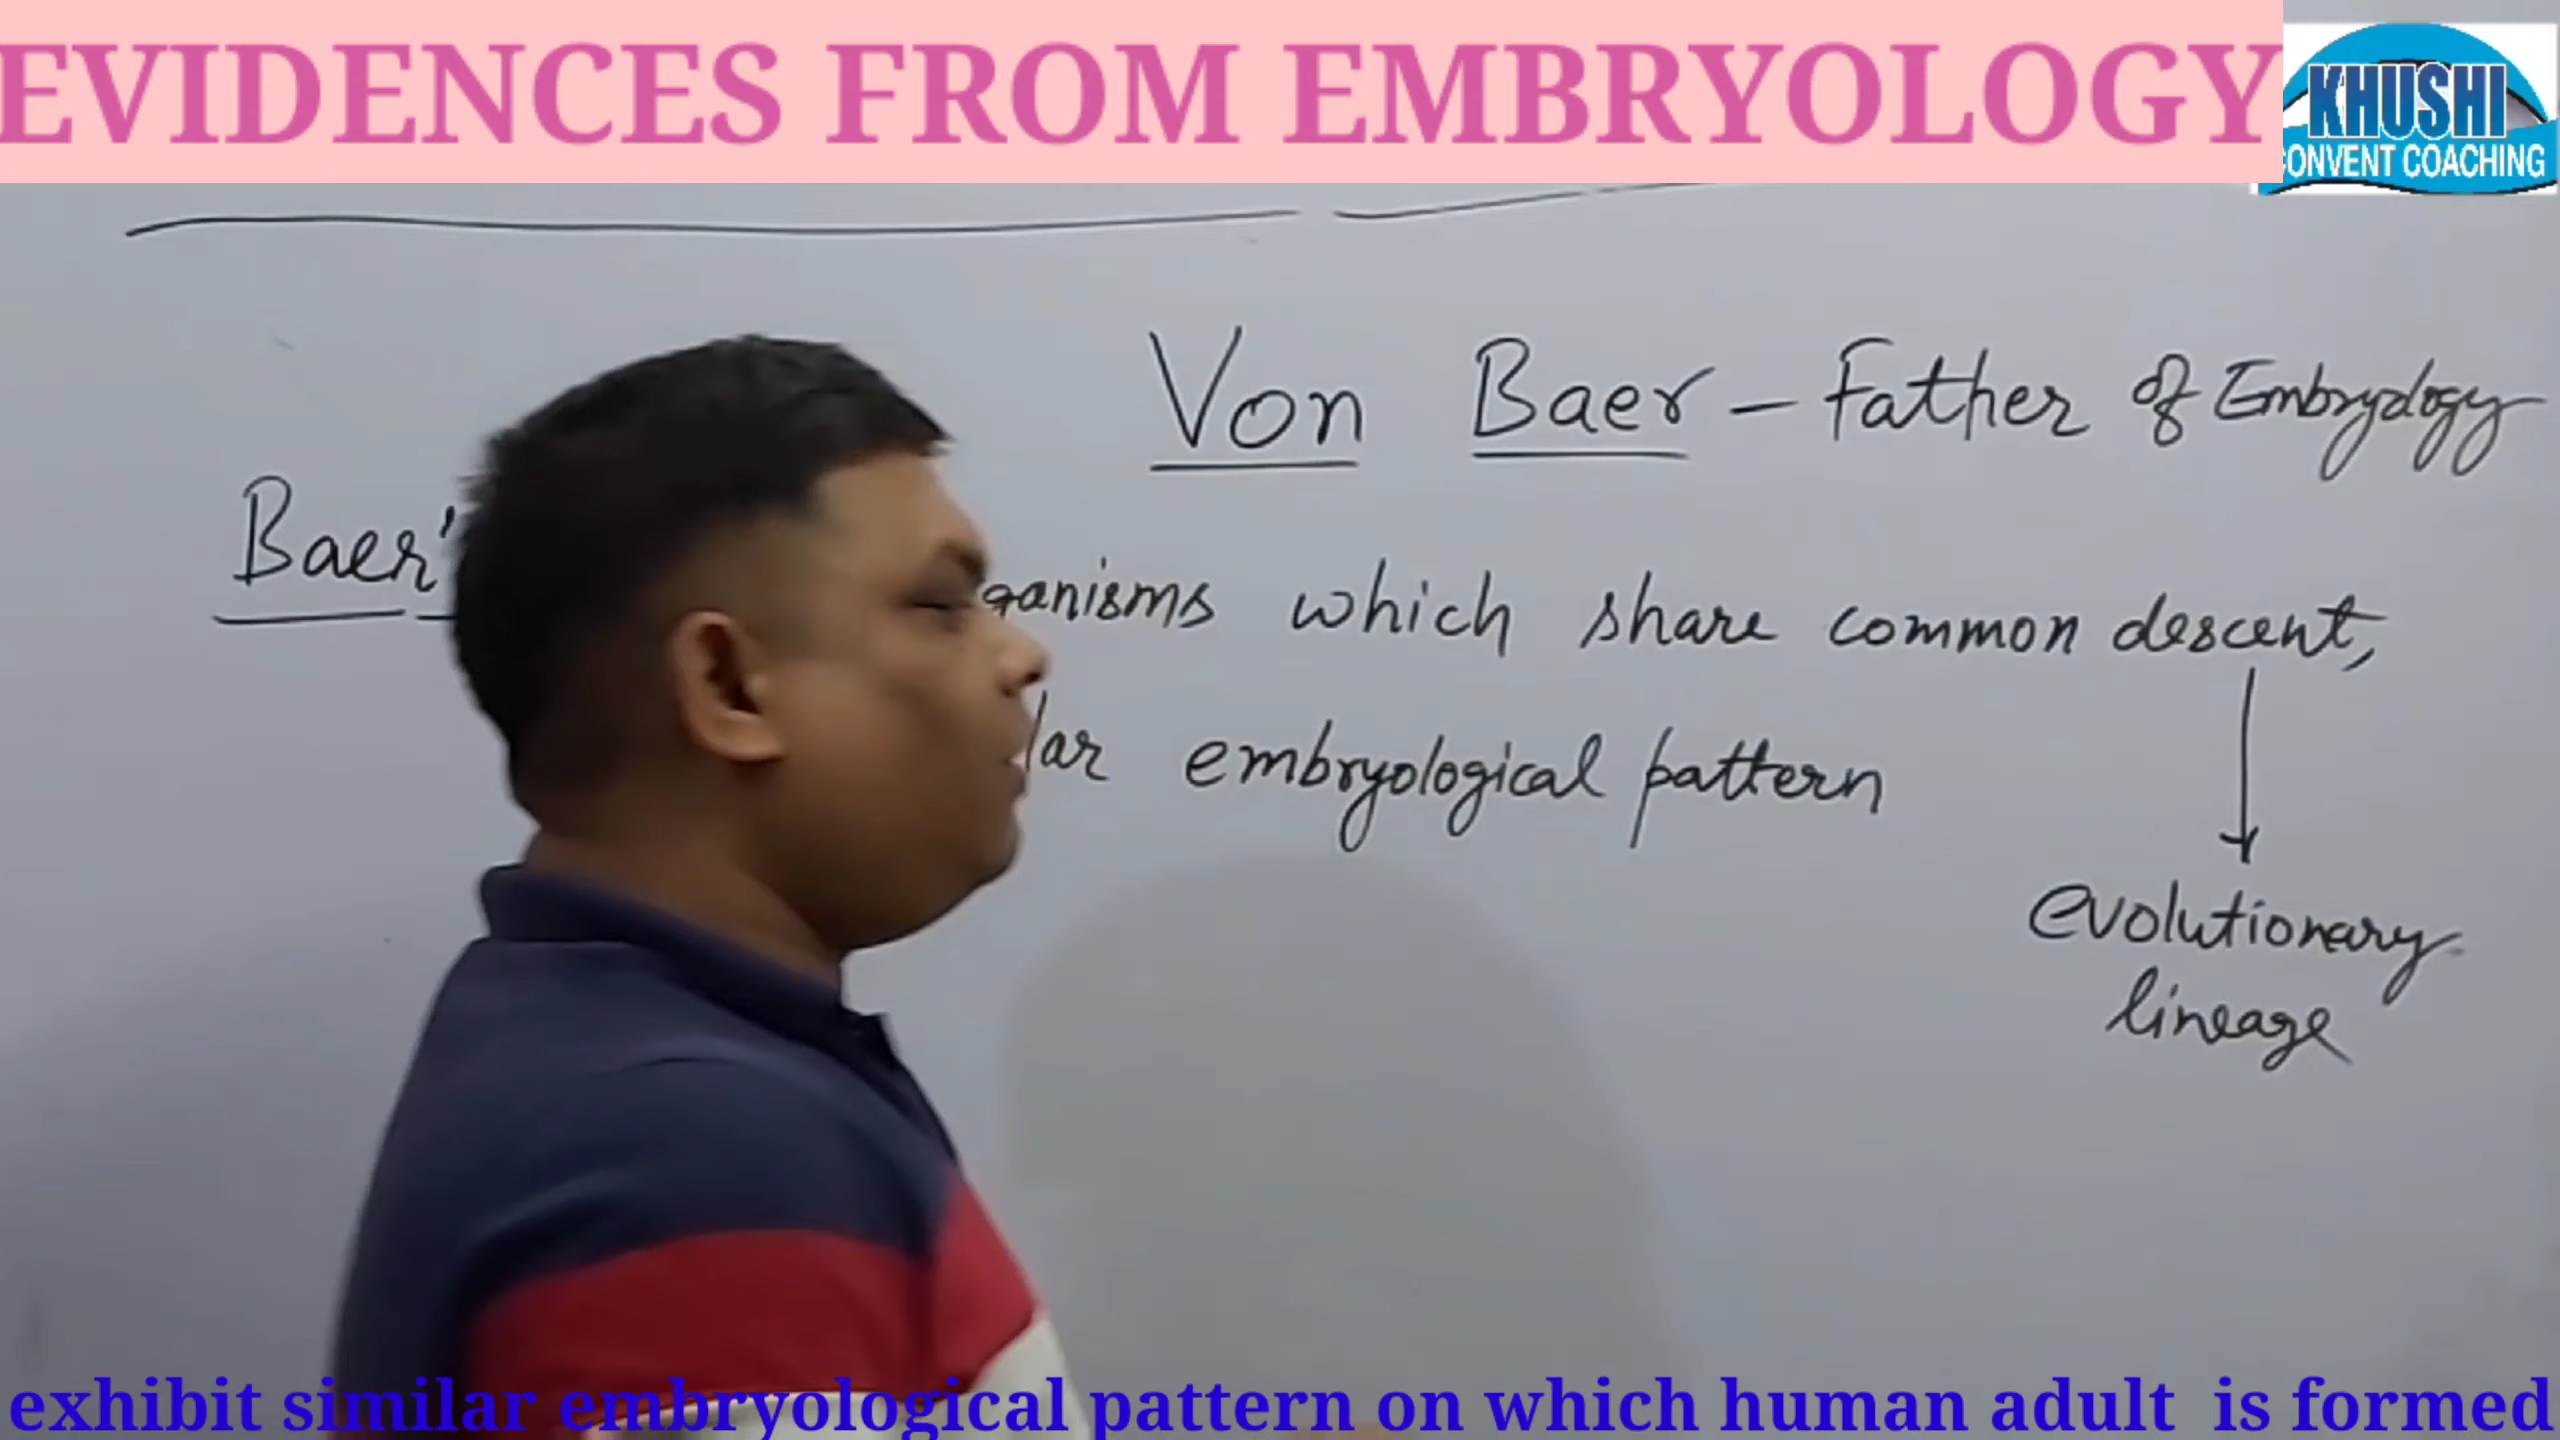 EVIDENCES FROM EMBRYOLOGY
KHUSHI
ONVENT COACHING
Von Baer - Father of Embryology
Baer'
ganisms which share common descent,
lar embryological pattern
evolutionary
lineage
exhibit similar embryological pattern on which human adult is formed